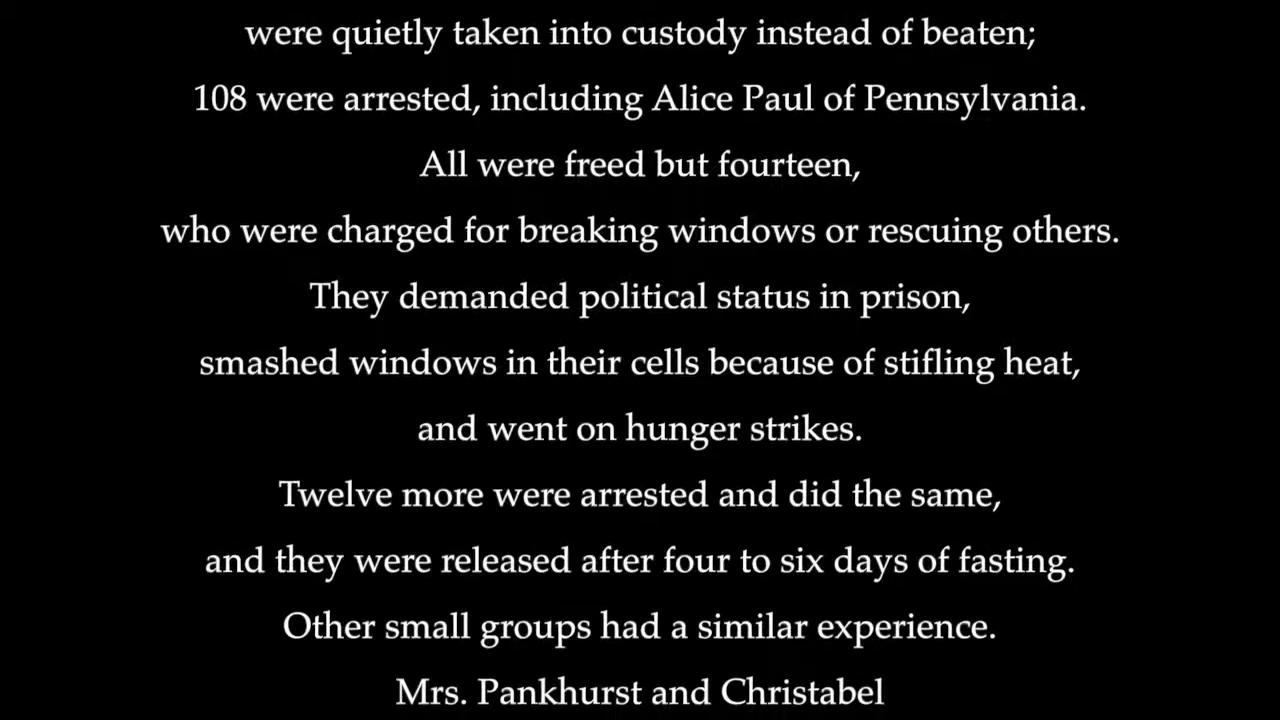 were quietly taken into custody instead of beaten;
108 were arrested, including Alice Paul of Pennsylvania.
All were freed but fourteen,
who were charged for breaking windows or rescuing others.
They demanded political status in prison,
smashed windows in their cells because of stifling heat,
and went on hunger strikes.
Twelve more were arrested and did the same,
and they were released after four to six days of fasting.
Other small groups had a similar experience.
Mrs. Pankhurst and Christabel